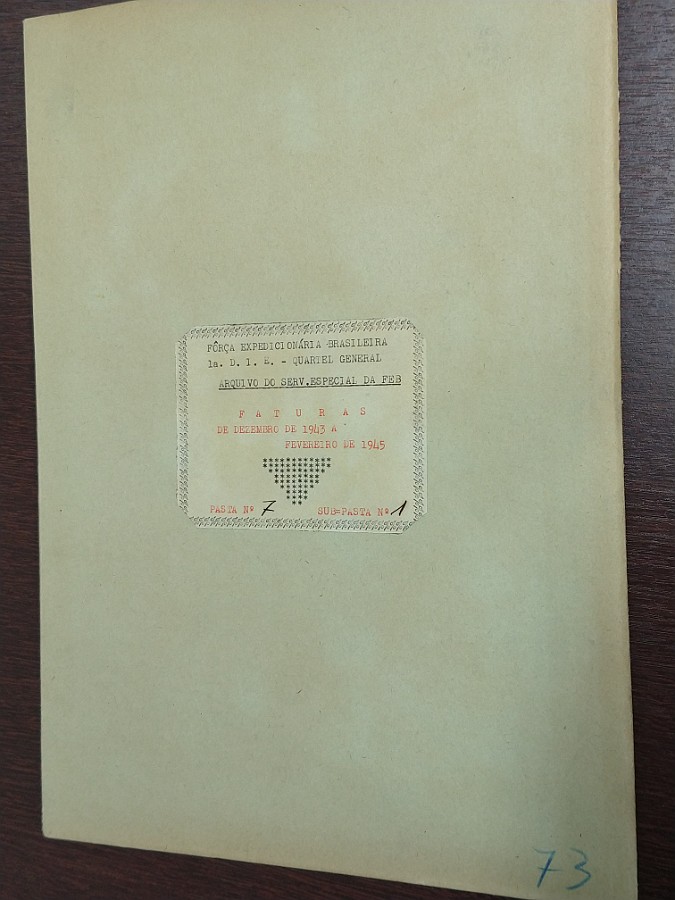 FÔRÇA EXPEDICIONÁRIA BRASILEIRA
1a. D. I. E. - QUARTEL GENERAL
ARQUIVO DO SERV.ESPECIAL DA FEB
F A T U R A S
DE DEZEMBRO DE 1943 A
FEVEREIRO DE 1945
PASTA Nº 7 SUB=PASTA Nº 1
73